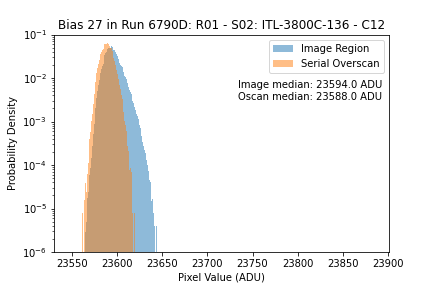 Bias 27 in Run 6790D: R01 - S02: ITL-3800C-136 - C12
Image Region
Serial Overscan
Image median: 23594.0 ADU
Oscan median: 23588.0 ADU
Probability Density
10⁻¹
10⁻²
10⁻³
10⁻⁴
10⁻⁵
10⁻⁶
23550 23600 23650 23700 23750 23800 23850 23900
Pixel Value (ADU)